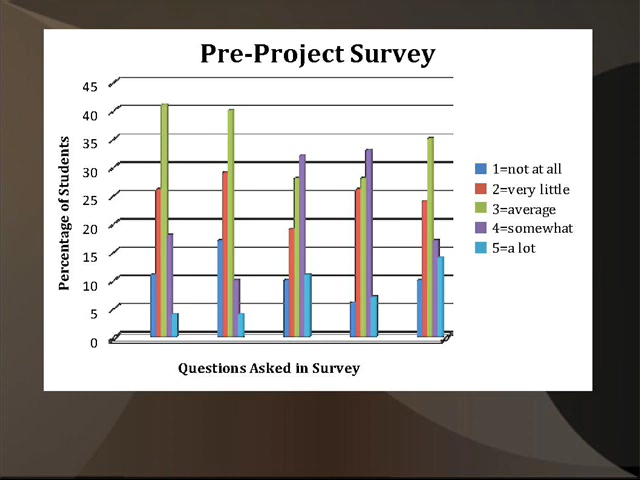 Pre-Project Survey
45
40
35
30
25
20
15
10
5
0
Percentage of Students
Questions Asked in Survey
1=not at all
2=very little
3=average
4=somewhat
5=a lot